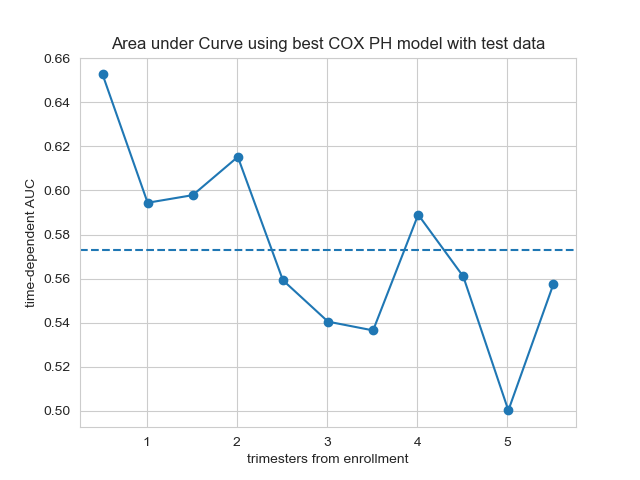 Area under Curve using best COX PH model with test data
0.66
0.64
0.62
0.60
0.58
0.56
0.54
0.52
0.50
time-dependent AUC
1 2 3 4 5
trimesters from enrollment